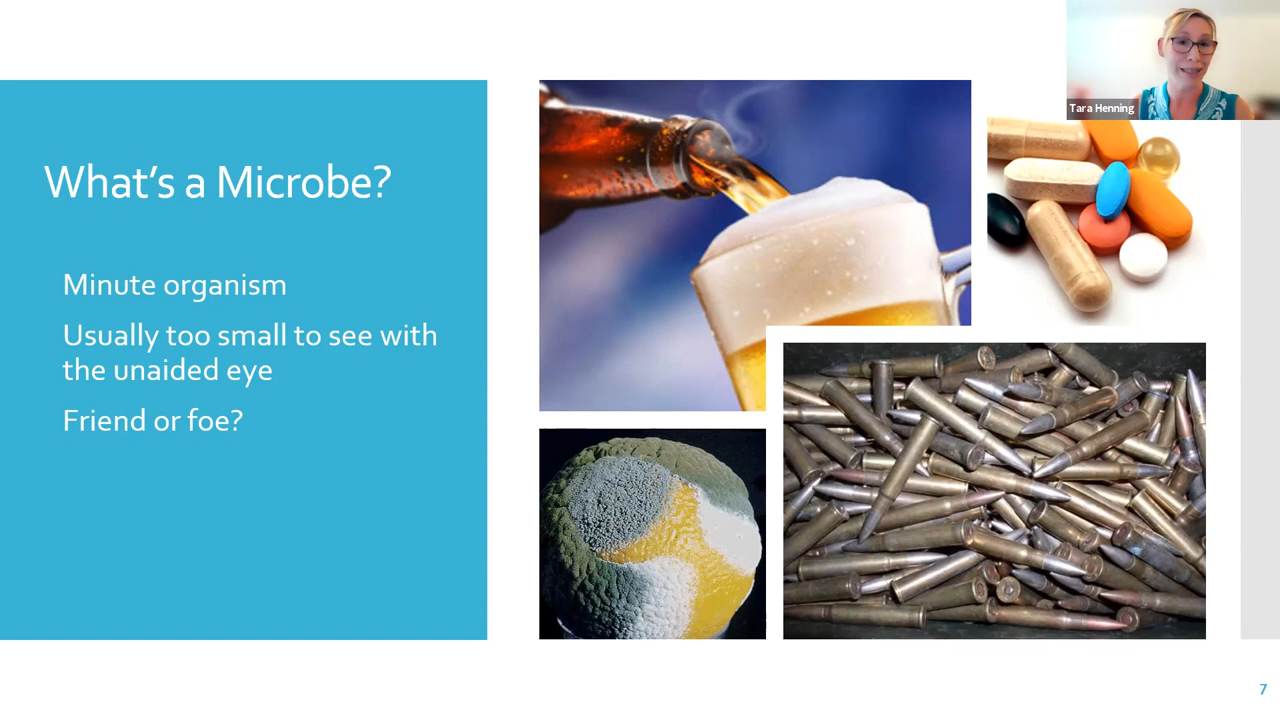 What's a Microbe?
Minute organism
Usually too small to see with
the unaided eye
Friend or foe?
Tara Henning
7